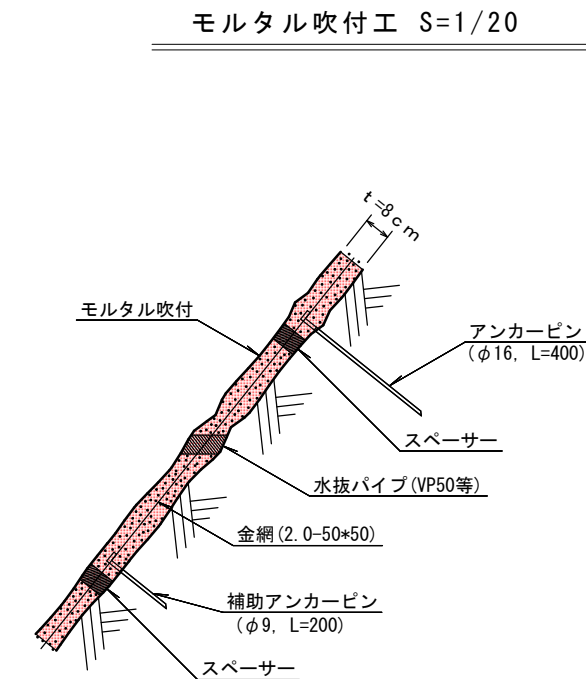 モルタル吹付工 S=1/20
t=8cm
モルタル吹付
アンカーピン
(φ16, L=400)
スペーサー
水抜パイプ(VP50等)
金網(2.0-50*50)
補助アンカーピン
(φ9, L=200)
スペーサー